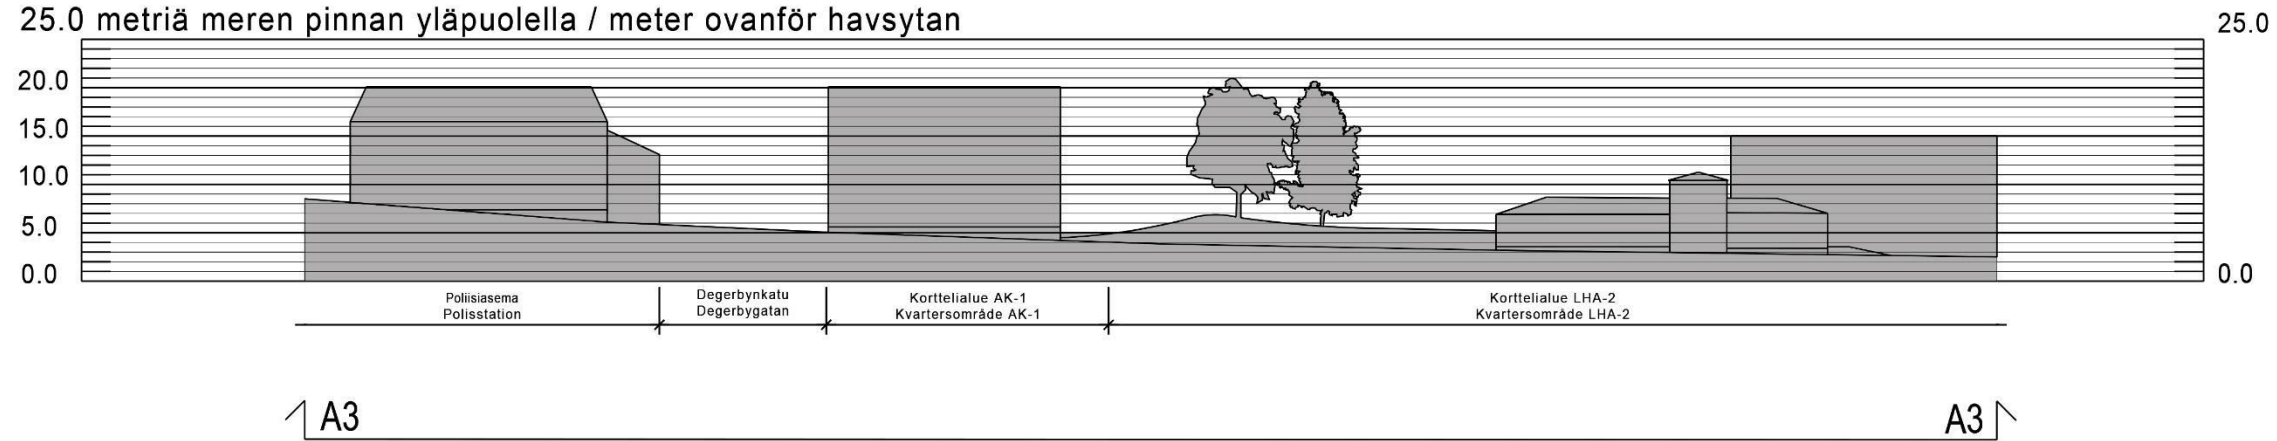 25.0 metriä meren pinnan yläpuolella / meter ovanför havsytan
25.0
20.0
15.0
10.0
5.0
0.0
0.0
Poliisiasema
Polisstation
Degerbynkatu
Degerbygatan
Korttelialue AK-1
Kvartersområde AK-1
Korttelialue LHA-2
Kvartersområde LHA-2
A3
A3